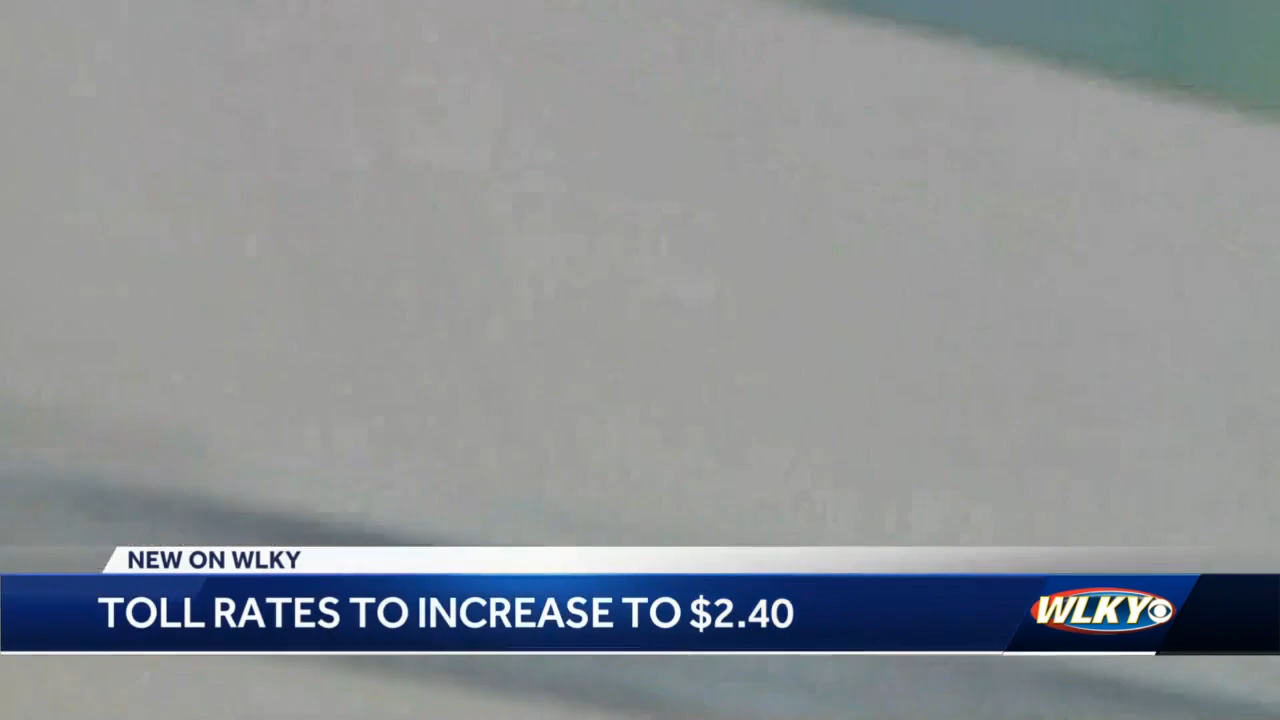 NEW ON WLKY
TOLL RATES TO INCREASE TO $2.40
WLKY